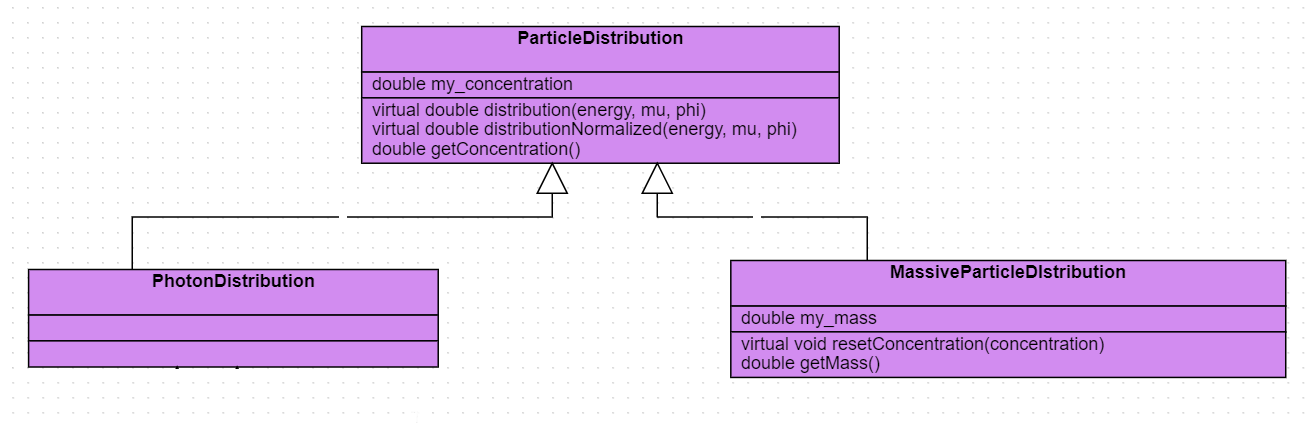 ParticleDistribution
double my_concentration
virtual double distribution(energy, mu, phi)
virtual double distributionNormalized(energy, mu, phi)
double getConcentration()
PhotonDistribution
MassiveParticleDIstribution
double my_mass
virtual void resetConcentration(concentration)
double getMass()